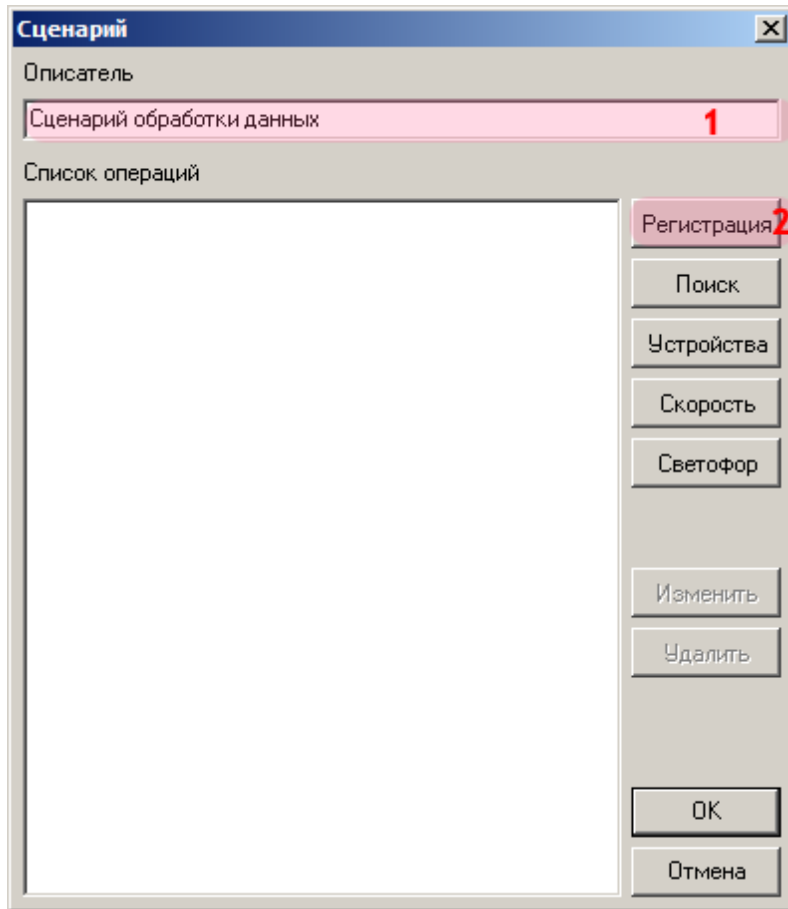 Сценарий
Описатель
Сценарий обработки данных 1
Список операций
Регистрация 2
Поиск
Устройства
Скорость
Светофор
Изменить
Удалить
OK
Отмена